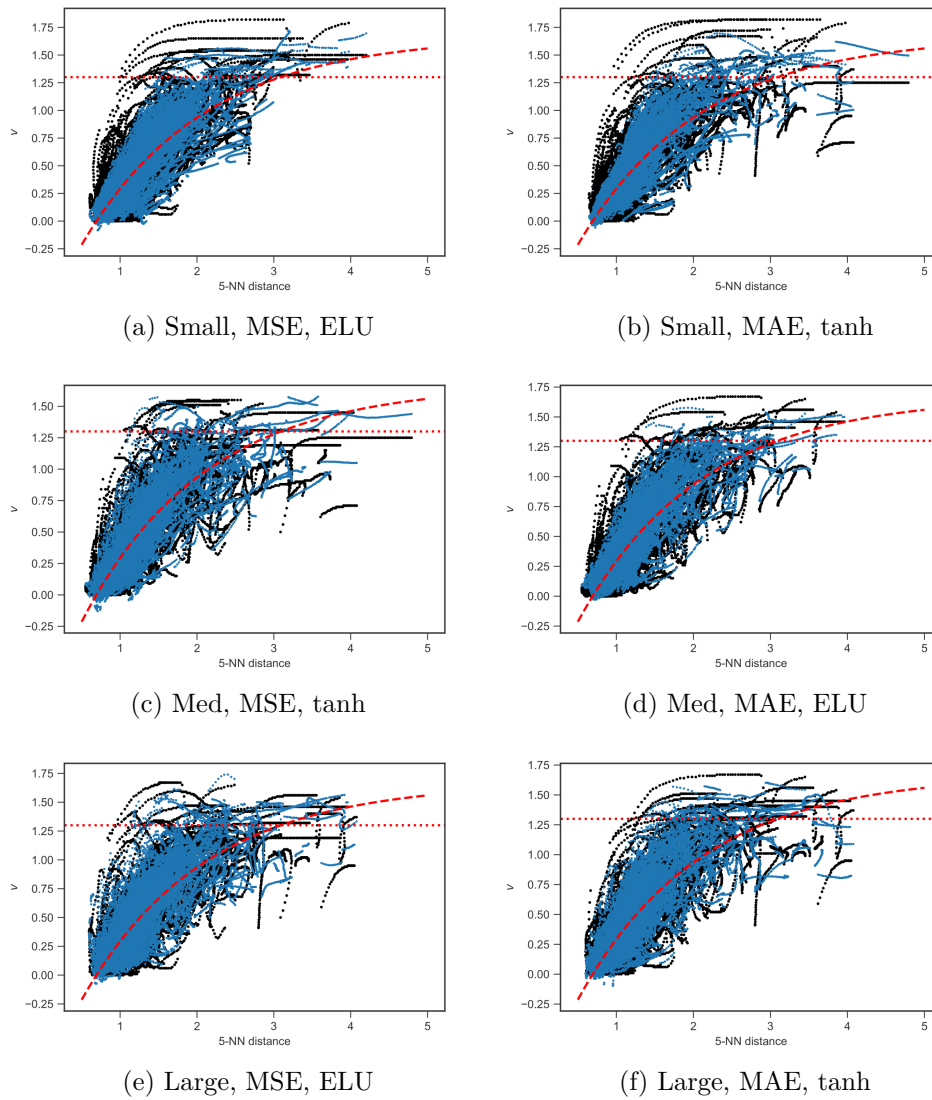 1.75
1.50
1.25
1.00
0.75
0.50
0.25
0.00
−0.25
v
1 2 3 4 5
5-NN distance
(a) Small, MSE, ELU
1.75
1.50
1.25
1.00
0.75
0.50
0.25
0.00
−0.25
v
1 2 3 4 5
5-NN distance
(b) Small, MAE, tanh
1.50
1.25
1.00
0.75
0.50
0.25
0.00
−0.25
v
1 2 3 4 5
5-NN distance
(c) Med, MSE, tanh
1.75
1.50
1.25
1.00
0.75
0.50
0.25
0.00
−0.25
v
1 2 3 4 5
5-NN distance
(d) Med, MAE, ELU
1.75
1.50
1.25
1.00
0.75
0.50
0.25
0.00
−0.25
v
1 2 3 4 5
5-NN distance
(e) Large, MSE, ELU
1.75
1.50
1.25
1.00
0.75
0.50
0.25
0.00
−0.25
v
1 2 3 4 5
5-NN distance
(f) Large, MAE, tanh